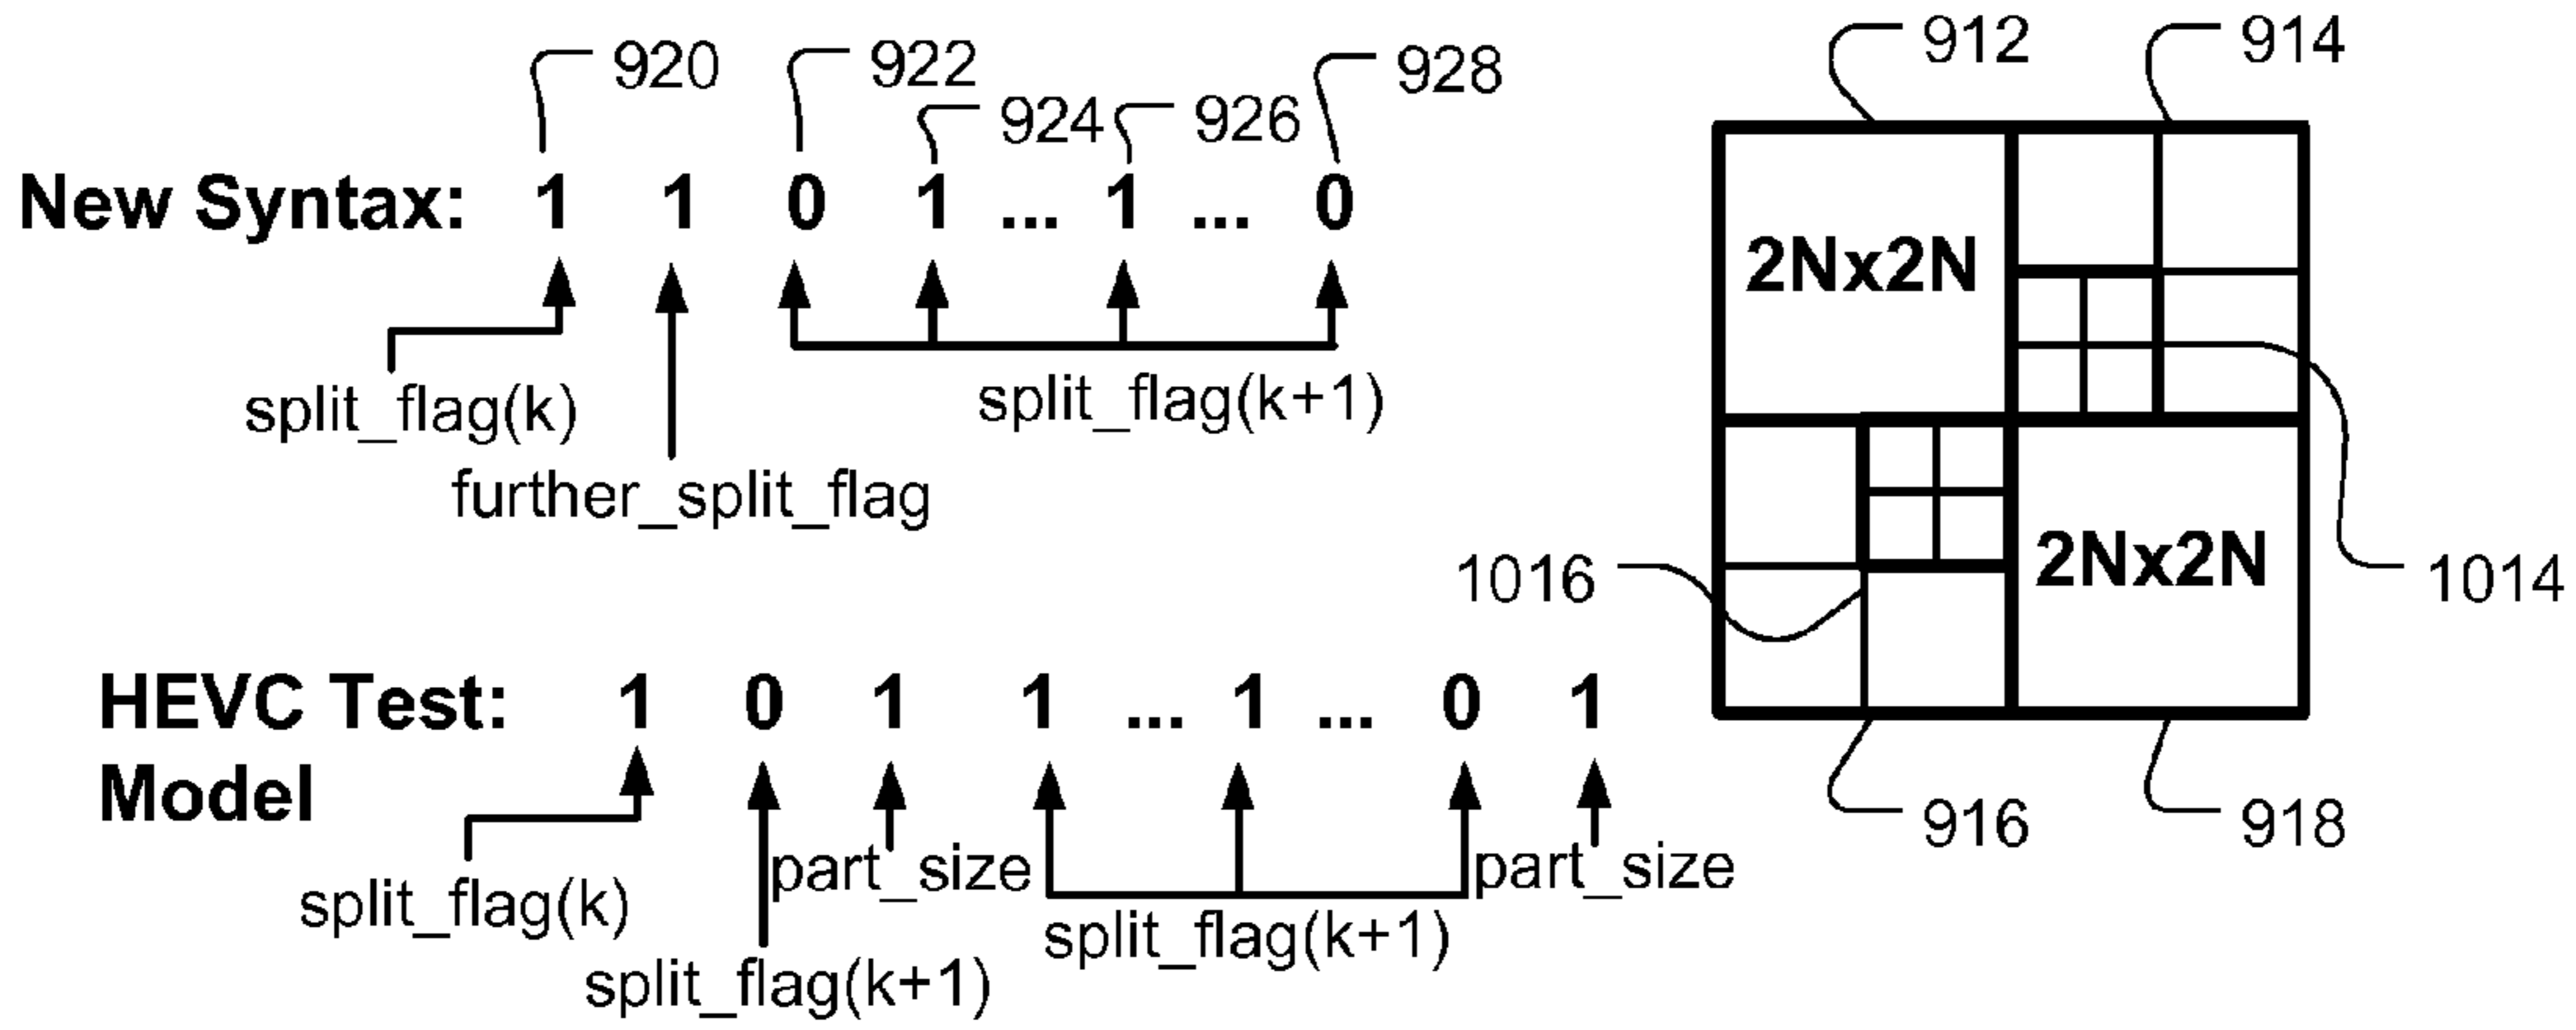 920 922 924 926 928
New Syntax: 1 1 0 1 ... 1 ... 0
split_flag(k)
split_flag(k+1)
further_split_flag
912 914
2Nx2N
2Nx2N
1016
1014
916 918
HEVC Test: 1 0 1 1 ... 1 ... 0 1
Model
part_size
part_size
split_flag(k)
split_flag(k+1)
split_flag(k+1)